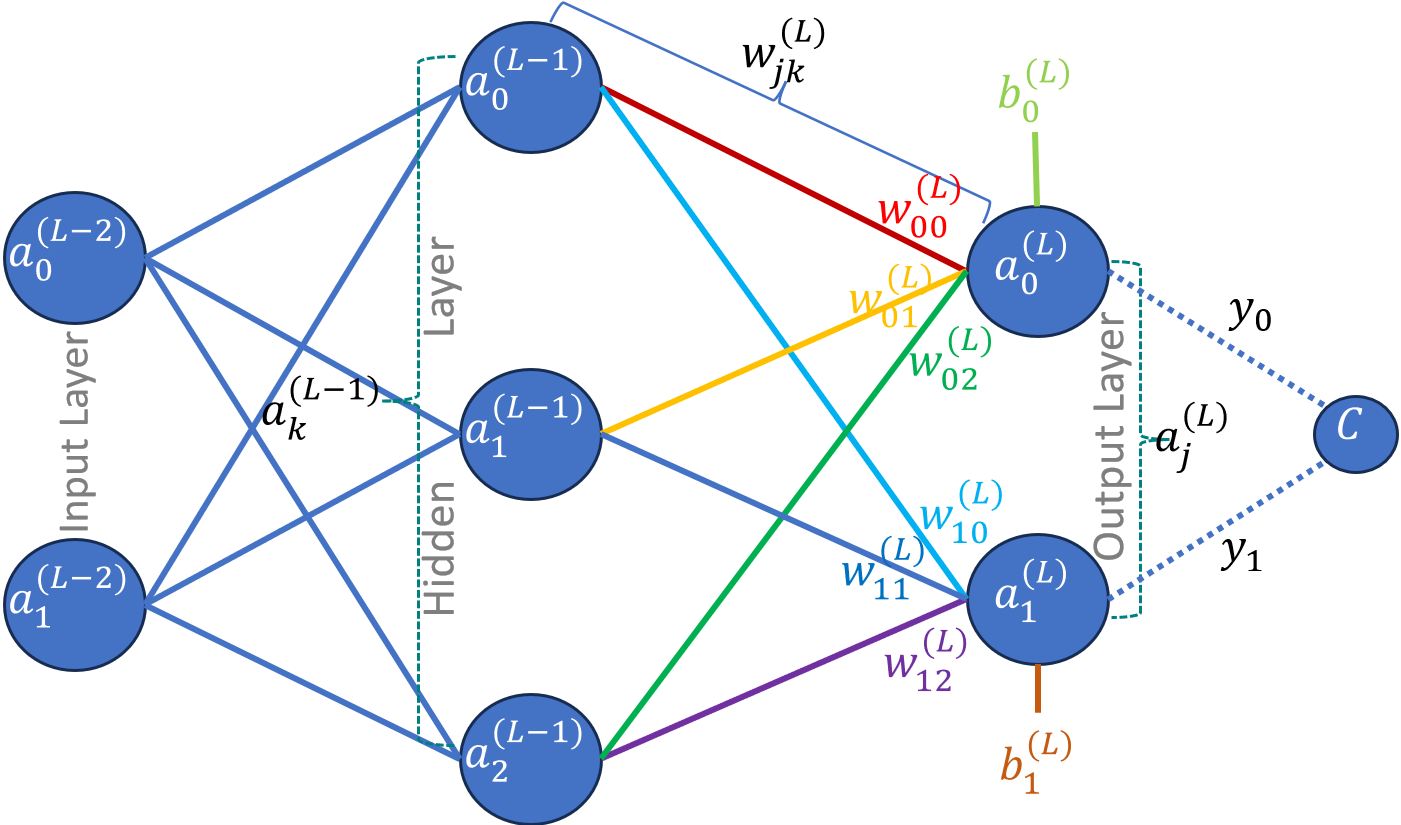 a_0^{(L-2)}
a_1^{(L-2)}
Input Layer
a_0^{(L-1)}
a_1^{(L-1)}
a_2^{(L-1)}
a_k^{(L-1)}
Hidden Layer
w_{jk}^{(L)}
w_{00}^{(L)}
w_{01}^{(L)}
w_{02}^{(L)}
w_{10}^{(L)}
w_{11}^{(L)}
w_{12}^{(L)}
b_0^{(L)}
a_0^{(L)}
a_1^{(L)}
b_1^{(L)}
Output Layer
a_j^{(L)}
y_0
y_1
C